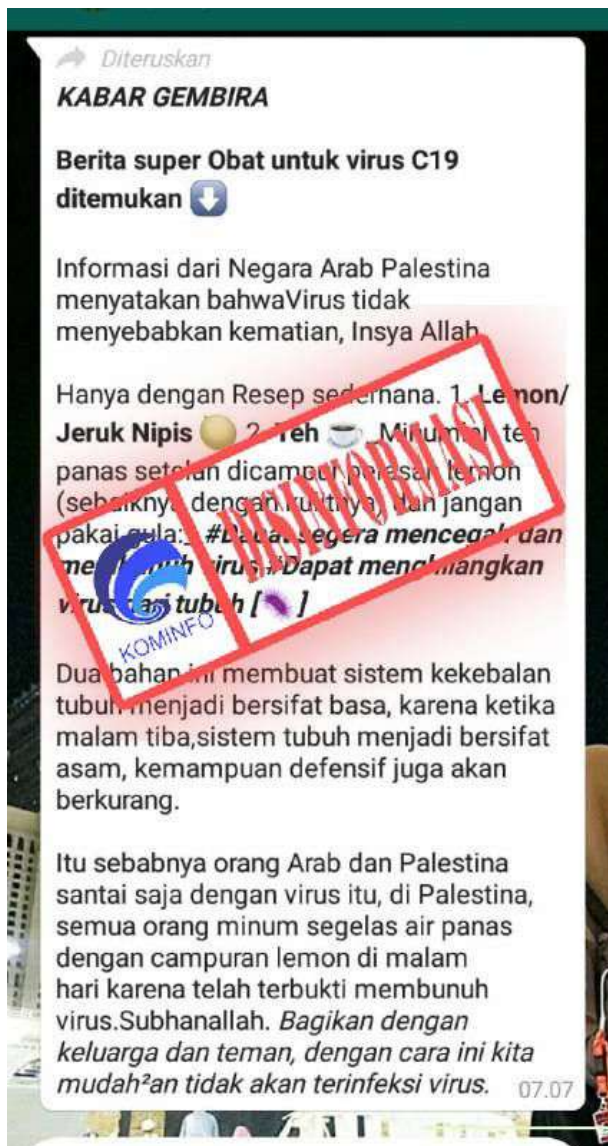 Diteruskan
KABAR GEMBIRA
Berita super Obat untuk virus C19
ditemukan ⬇️
Informasi dari Negara Arab Palestina
menyatakan bahwaVirus tidak
menyebabkan kematian, Insya Allah
Hanya dengan Resep sederhana. 1. Lemon/
Jeruk Nipis 2. Teh Minumlah teh
panas setelah dicampur perasan lemon
(sebaiknya dengan kulitnya) dan jangan
pakai gula:_ #Dapat segera mencegah dan
membunuh virus #Dapat menghilangkan
virus dari tubuh [ 🦠 ]
DISINFORMASI
KOMINFO
Dua bahan ini membuat sistem kekebalan
tubuh menjadi bersifat basa, karena ketika
malam tiba,sistem tubuh menjadi bersifat
asam, kemampuan defensif juga akan
berkurang.
Itu sebabnya orang Arab dan Palestina
santai saja dengan virus itu, di Palestina,
semua orang minum segelas air panas
dengan campuran lemon di malam
hari karena telah terbukti membunuh
virus.Subhanallah. Bagikan dengan
keluarga dan teman, dengan cara ini kita
mudah²an tidak akan terinfeksi virus. 07.07